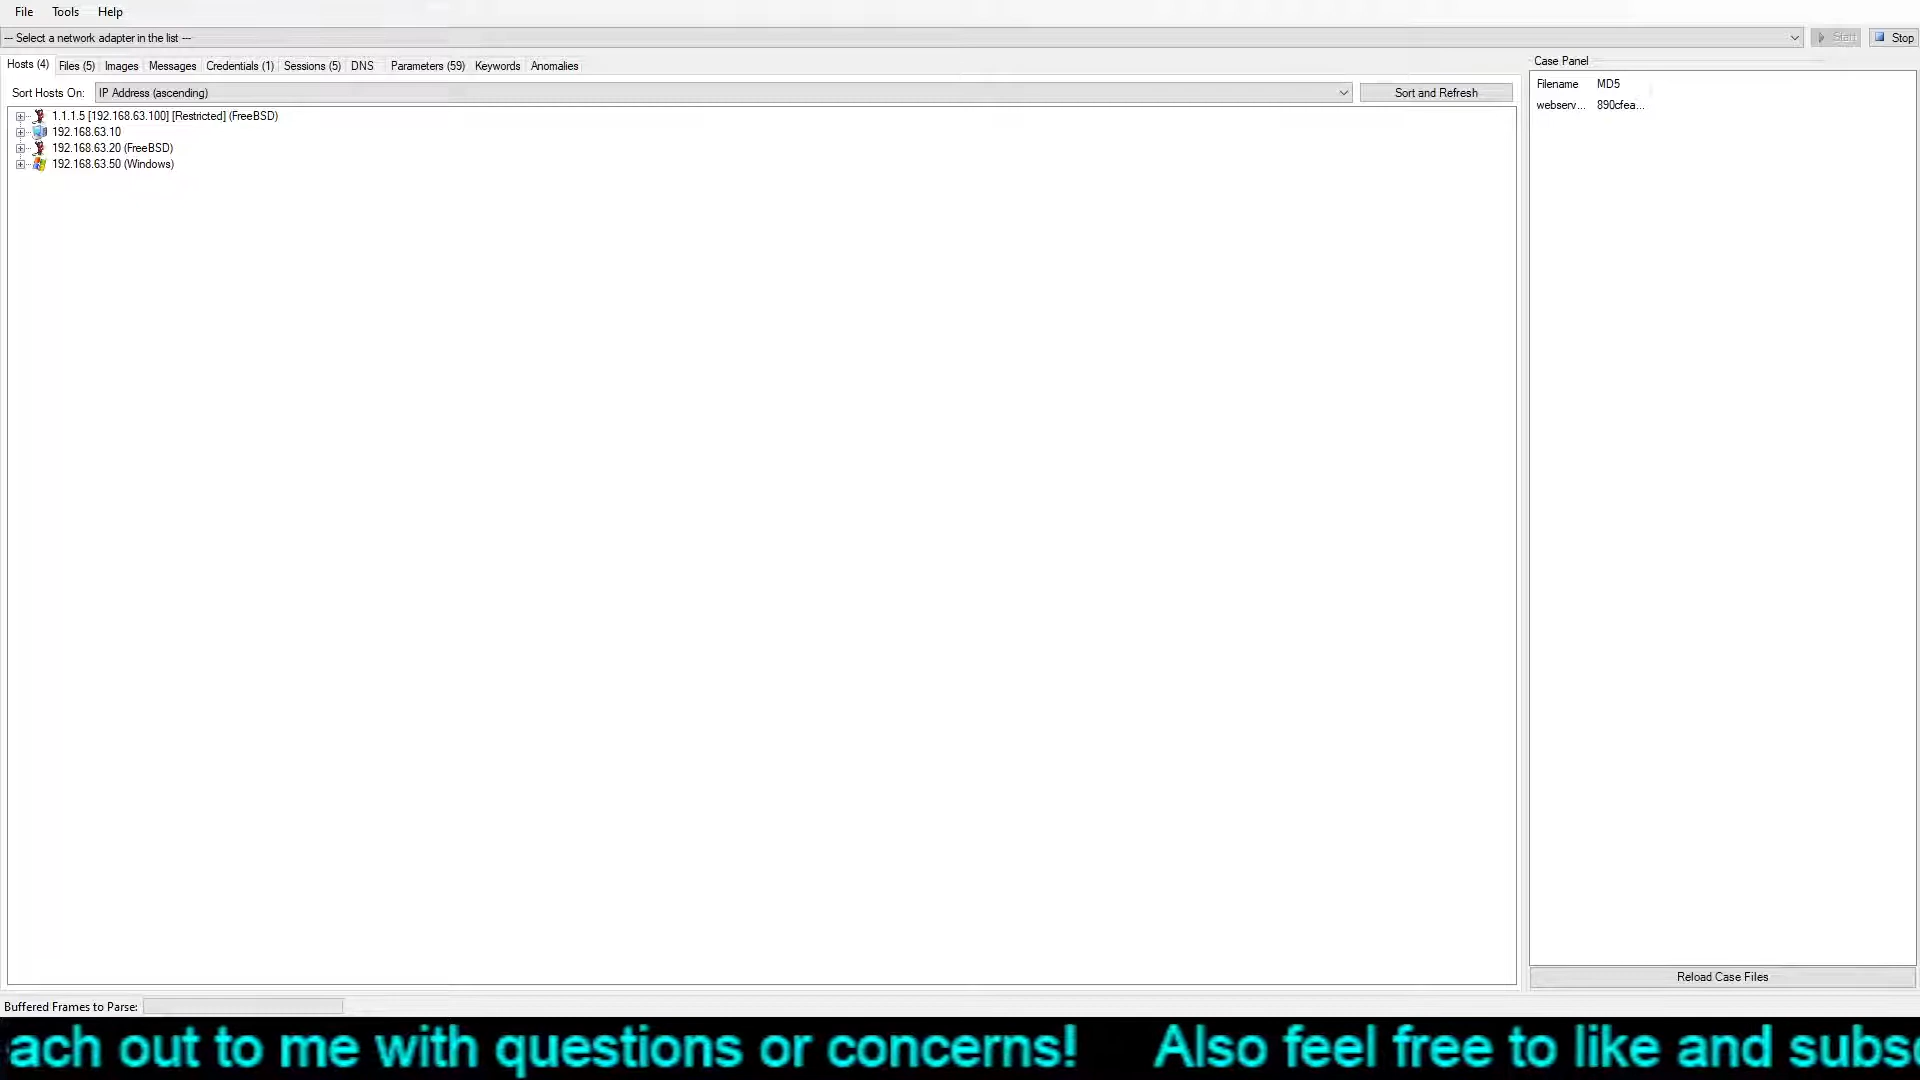 File Tools Help
--- Select a network adapter in the list ---
Start
Stop
Hosts (4) Files (5) Images Messages Credentials (1) Sessions (5) DNS Parameters (59) Keywords Anomalies
Sort Hosts On: IP Address (ascending) Sort and Refresh
1.1.1.5 [192.168.63.100] [Restricted] (FreeBSD)
192.168.63.10
192.168.63.20 (FreeBSD)
192.168.63.50 (Windows)
Case Panel
Filename MD5
webserv... 890cfea...
Reload Case Files
Buffered Frames to Parse:
ach out to me with questions or concerns! Also feel free to like and subs